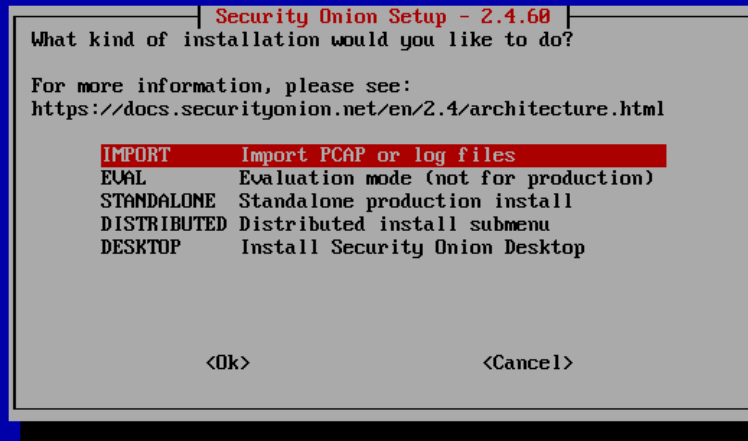 Security Onion Setup - 2.4.60
What kind of installation would you like to do?
For more information, please see:
https://docs.securityonion.net/en/2.4/architecture.html
IMPORT Import PCAP or log files
EVAL Evaluation mode (not for production)
STANDALONE Standalone production install
DISTRIBUTED Distributed install submenu
DESKTOP Install Security Onion Desktop
<Ok> <Cancel>